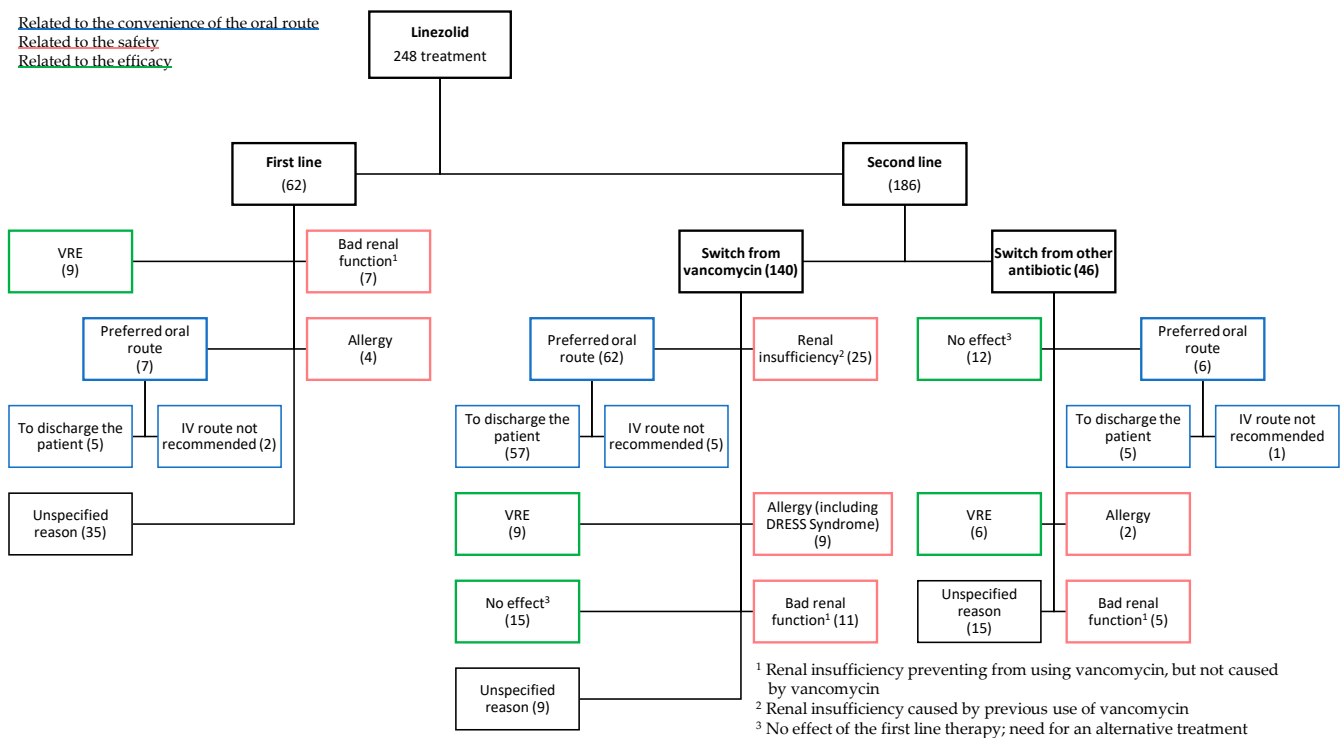 Related to the convenience of the oral route
Related to the safety
Related to the efficacy
Linezolid
248 treatment
First line
(62)
Second line
(186)
VRE
(9)
Bad renal
function¹
(7)
Preferred oral
route
(7)
Allergy
(4)
To discharge the
patient (5)
IV route not
recommended (2)
Unspecified
reason (35)
Switch from
vancomycin (140)
Switch from other
antibiotic (46)
Preferred oral
route (62)
Renal
insufficiency² (25)
To discharge the
patient
(57)
IV route not
recommended (5)
VRE
(9)
Allergy (including
DRESS Syndrome)
(9)
No effect³
(15)
Bad renal
function¹ (11)
Unspecified
reason (9)
No effect³
(12)
Preferred oral
route
(6)
To discharge the
patient
(5)
IV route not
recommended
(1)
VRE
(6)
Allergy
(2)
Unspecified
reason
(15)
Bad renal
function¹ (5)
¹ Renal insufficiency preventing from using vancomycin, but not caused
by vancomycin
² Renal insufficiency caused by previous use of vancomycin
³ No effect of the first line therapy; need for an alternative treatment